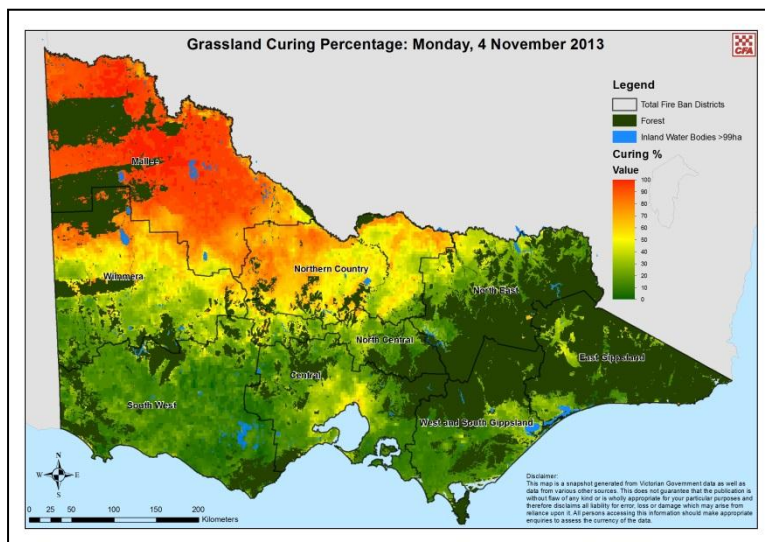 Grassland Curing Percentage: Monday, 4 November 2013
CFA
Legend
Total Fire Ban Districts
Forest
Inland Water Bodies >99ha
Curing %
Value
100
90
80
70
60
50
40
30
20
10
0
Mallee
Wimmera
Northern Country
North East
North Central
East Gippsland
Central
South West
West and South Gippsland
N
W E
S
0 25 50 100 150 200
Kilometers
Disclaimer:
This map is a snapshot generated from Victorian Government data as well as
data from various other sources. This does not guarantee that the publication is
without flaw of any kind or is wholly appropriate for your particular purposes and
therefore disclaims all liability for error, loss or damage which may arise from
reliance upon it. All persons accessing this information should make appropriate
enquiries to assess the currency of the data.